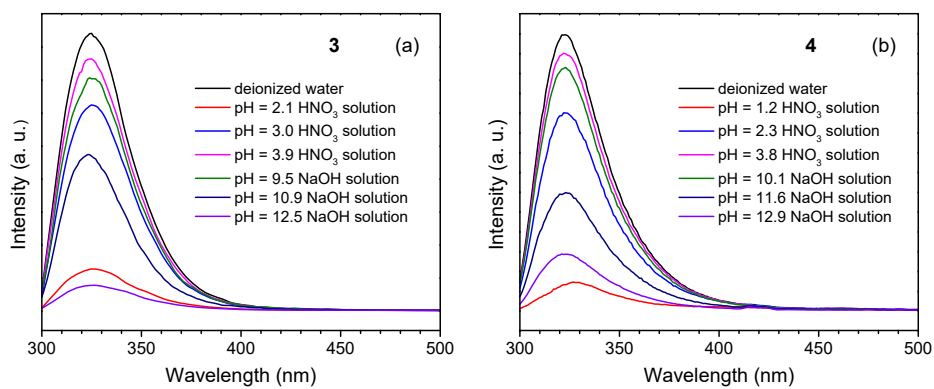 3 (a)
deionized water
pH = 2.1 HNO₃ solution
pH = 3.0 HNO₃ solution
pH = 3.9 HNO₃ solution
pH = 9.5 NaOH solution
pH = 10.9 NaOH solution
pH = 12.5 NaOH solution
Intensity (a. u.)
300 350 400 450 500
Wavelength (nm)
4 (b)
deionized water
pH = 1.2 HNO₃ solution
pH = 2.3 HNO₃ solution
pH = 3.8 HNO₃ solution
pH = 10.1 NaOH solution
pH = 11.6 NaOH solution
pH = 12.9 NaOH solution
Intensity (a. u.)
300 350 400 450 500
Wavelength (nm)